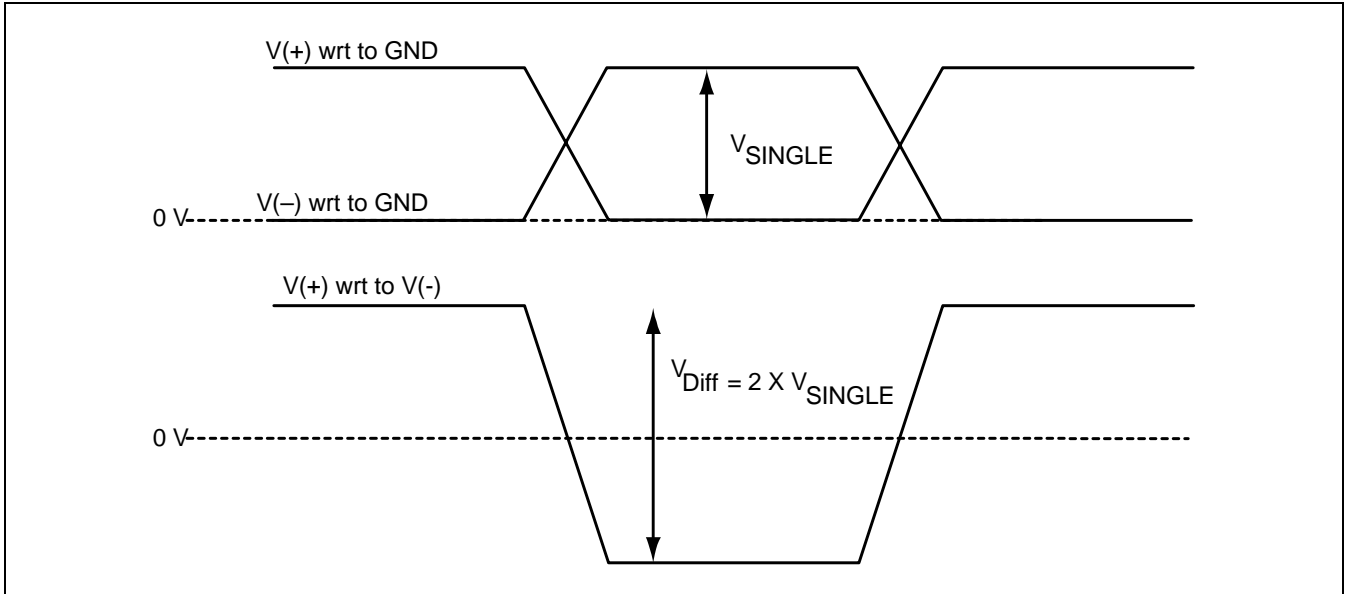 V(+) wrt to GND
VSINGLE
V(–) wrt to GND
0 V
V(+) wrt to V(-)
VDiff = 2 X VSINGLE
0 V